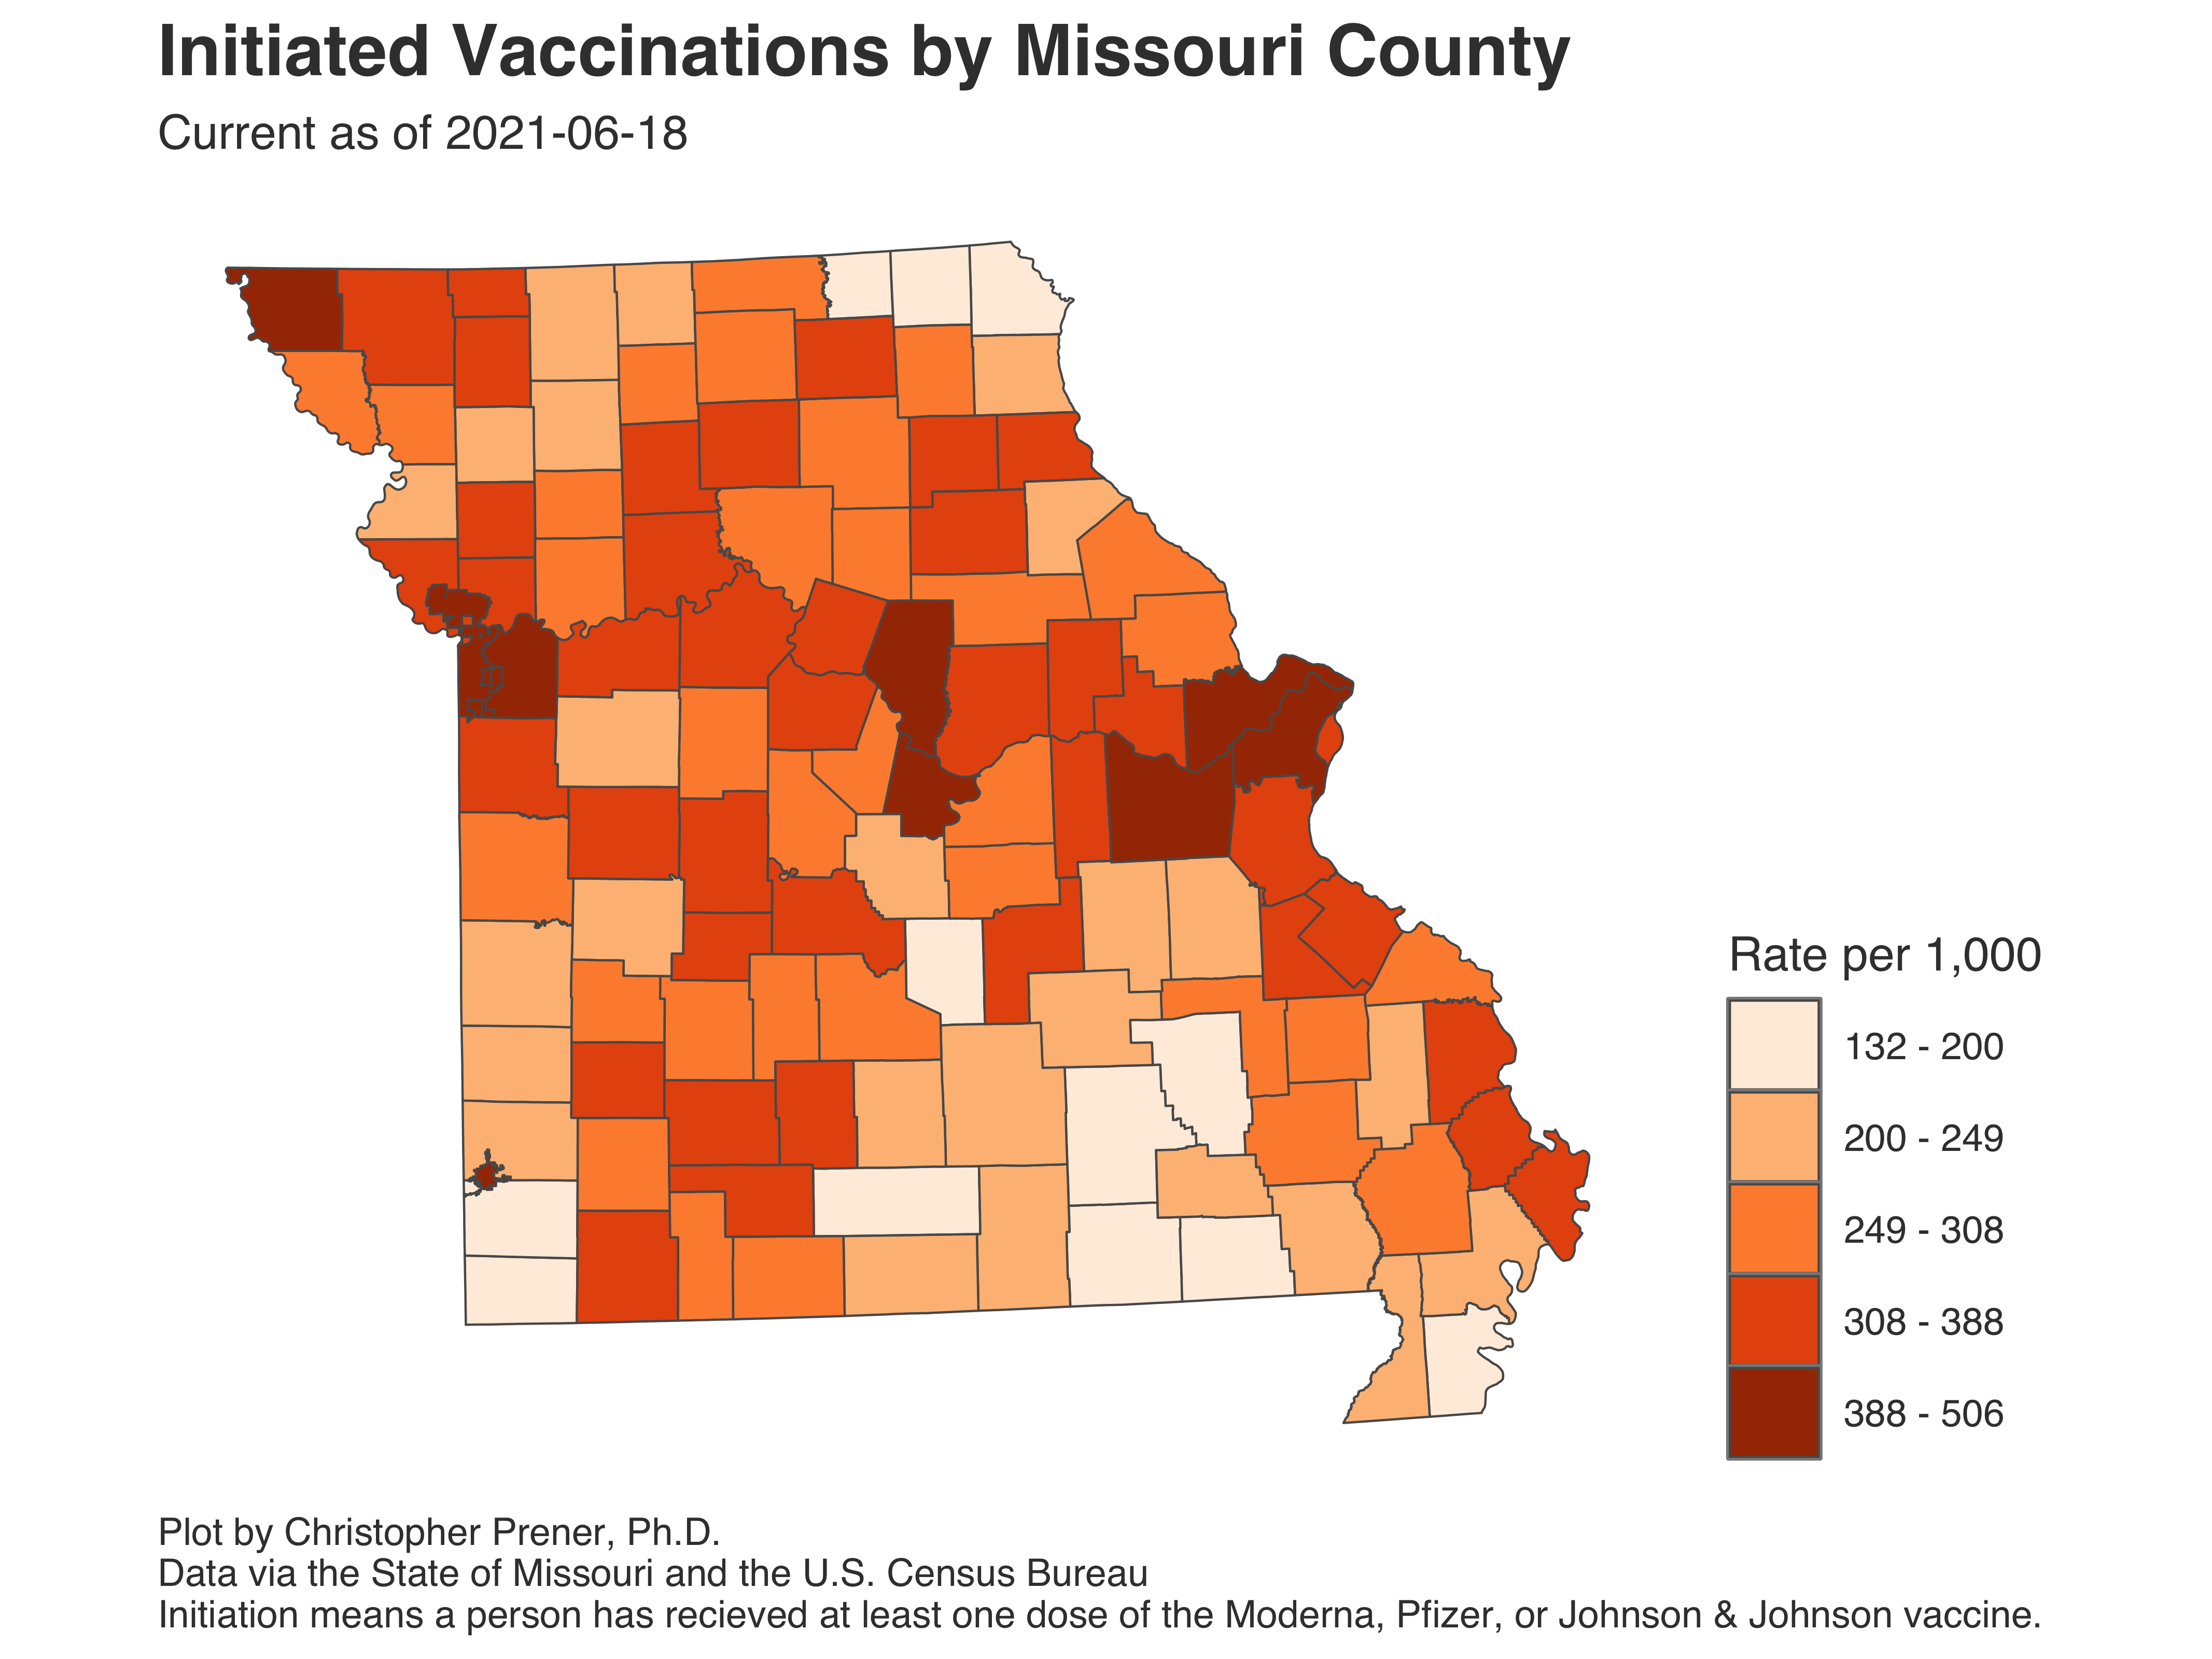 Initiated Vaccinations by Missouri County
Current as of 2021-06-18
Rate per 1,000
132 - 200
200 - 249
249 - 308
308 - 388
388 - 506
Plot by Christopher Prener, Ph.D.
Data via the State of Missouri and the U.S. Census Bureau
Initiation means a person has recieved at least one dose of the Moderna, Pfizer, or Johnson & Johnson vaccine.